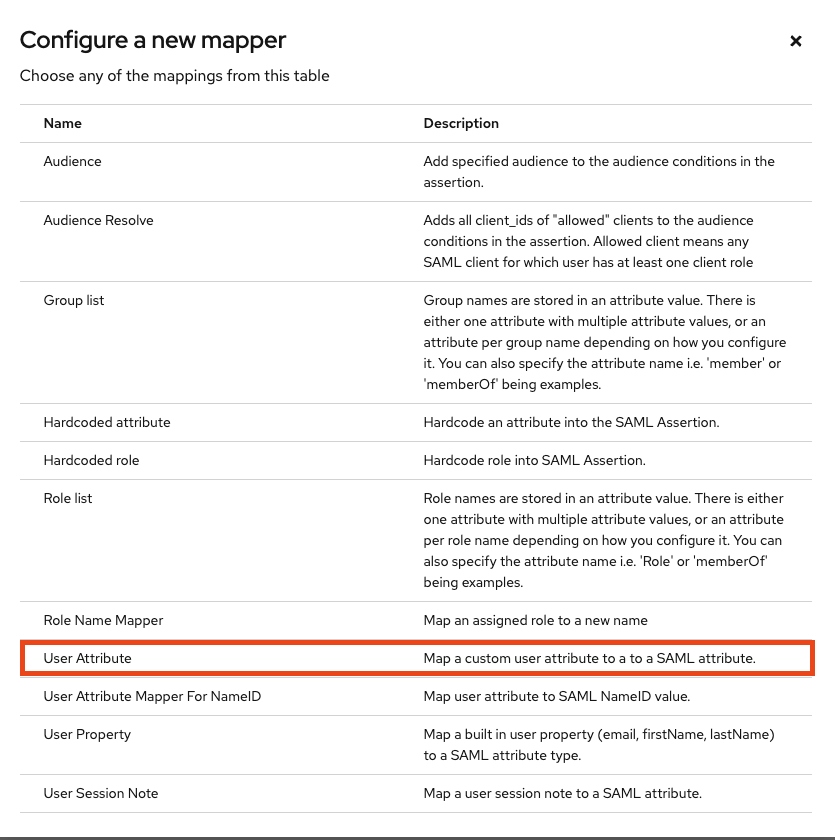 Configure a new mapper
Choose any of the mappings from this table
Name Description
Audience Add specified audience to the audience conditions in the
assertion.
Audience Resolve Adds all client_ids of "allowed" clients to the audience
conditions in the assertion. Allowed client means any
SAML client for which user has at least one client role
Group list Group names are stored in an attribute value. There is
either one attribute with multiple attribute values, or an
attribute per group name depending on how you configure
it. You can also specify the attribute name i.e. 'member' or
'memberOf' being examples.
Hardcoded attribute Hardcode an attribute into the SAML Assertion.
Hardcoded role Hardcode role into SAML Assertion.
Role list Role names are stored in an attribute value. There is either
one attribute with multiple attribute values, or an attribute
per role name depending on how you configure it. You can
also specify the attribute name i.e. 'Role' or 'memberOf'
being examples.
Role Name Mapper Map an assigned role to a new name
User Attribute Map a custom user attribute to a to a SAML attribute.
User Attribute Mapper For NameID Map user attribute to SAML NameID value.
User Property Map a built in user property (email, firstName, lastName)
to a SAML attribute type.
User Session Note Map a user session note to a SAML attribute.